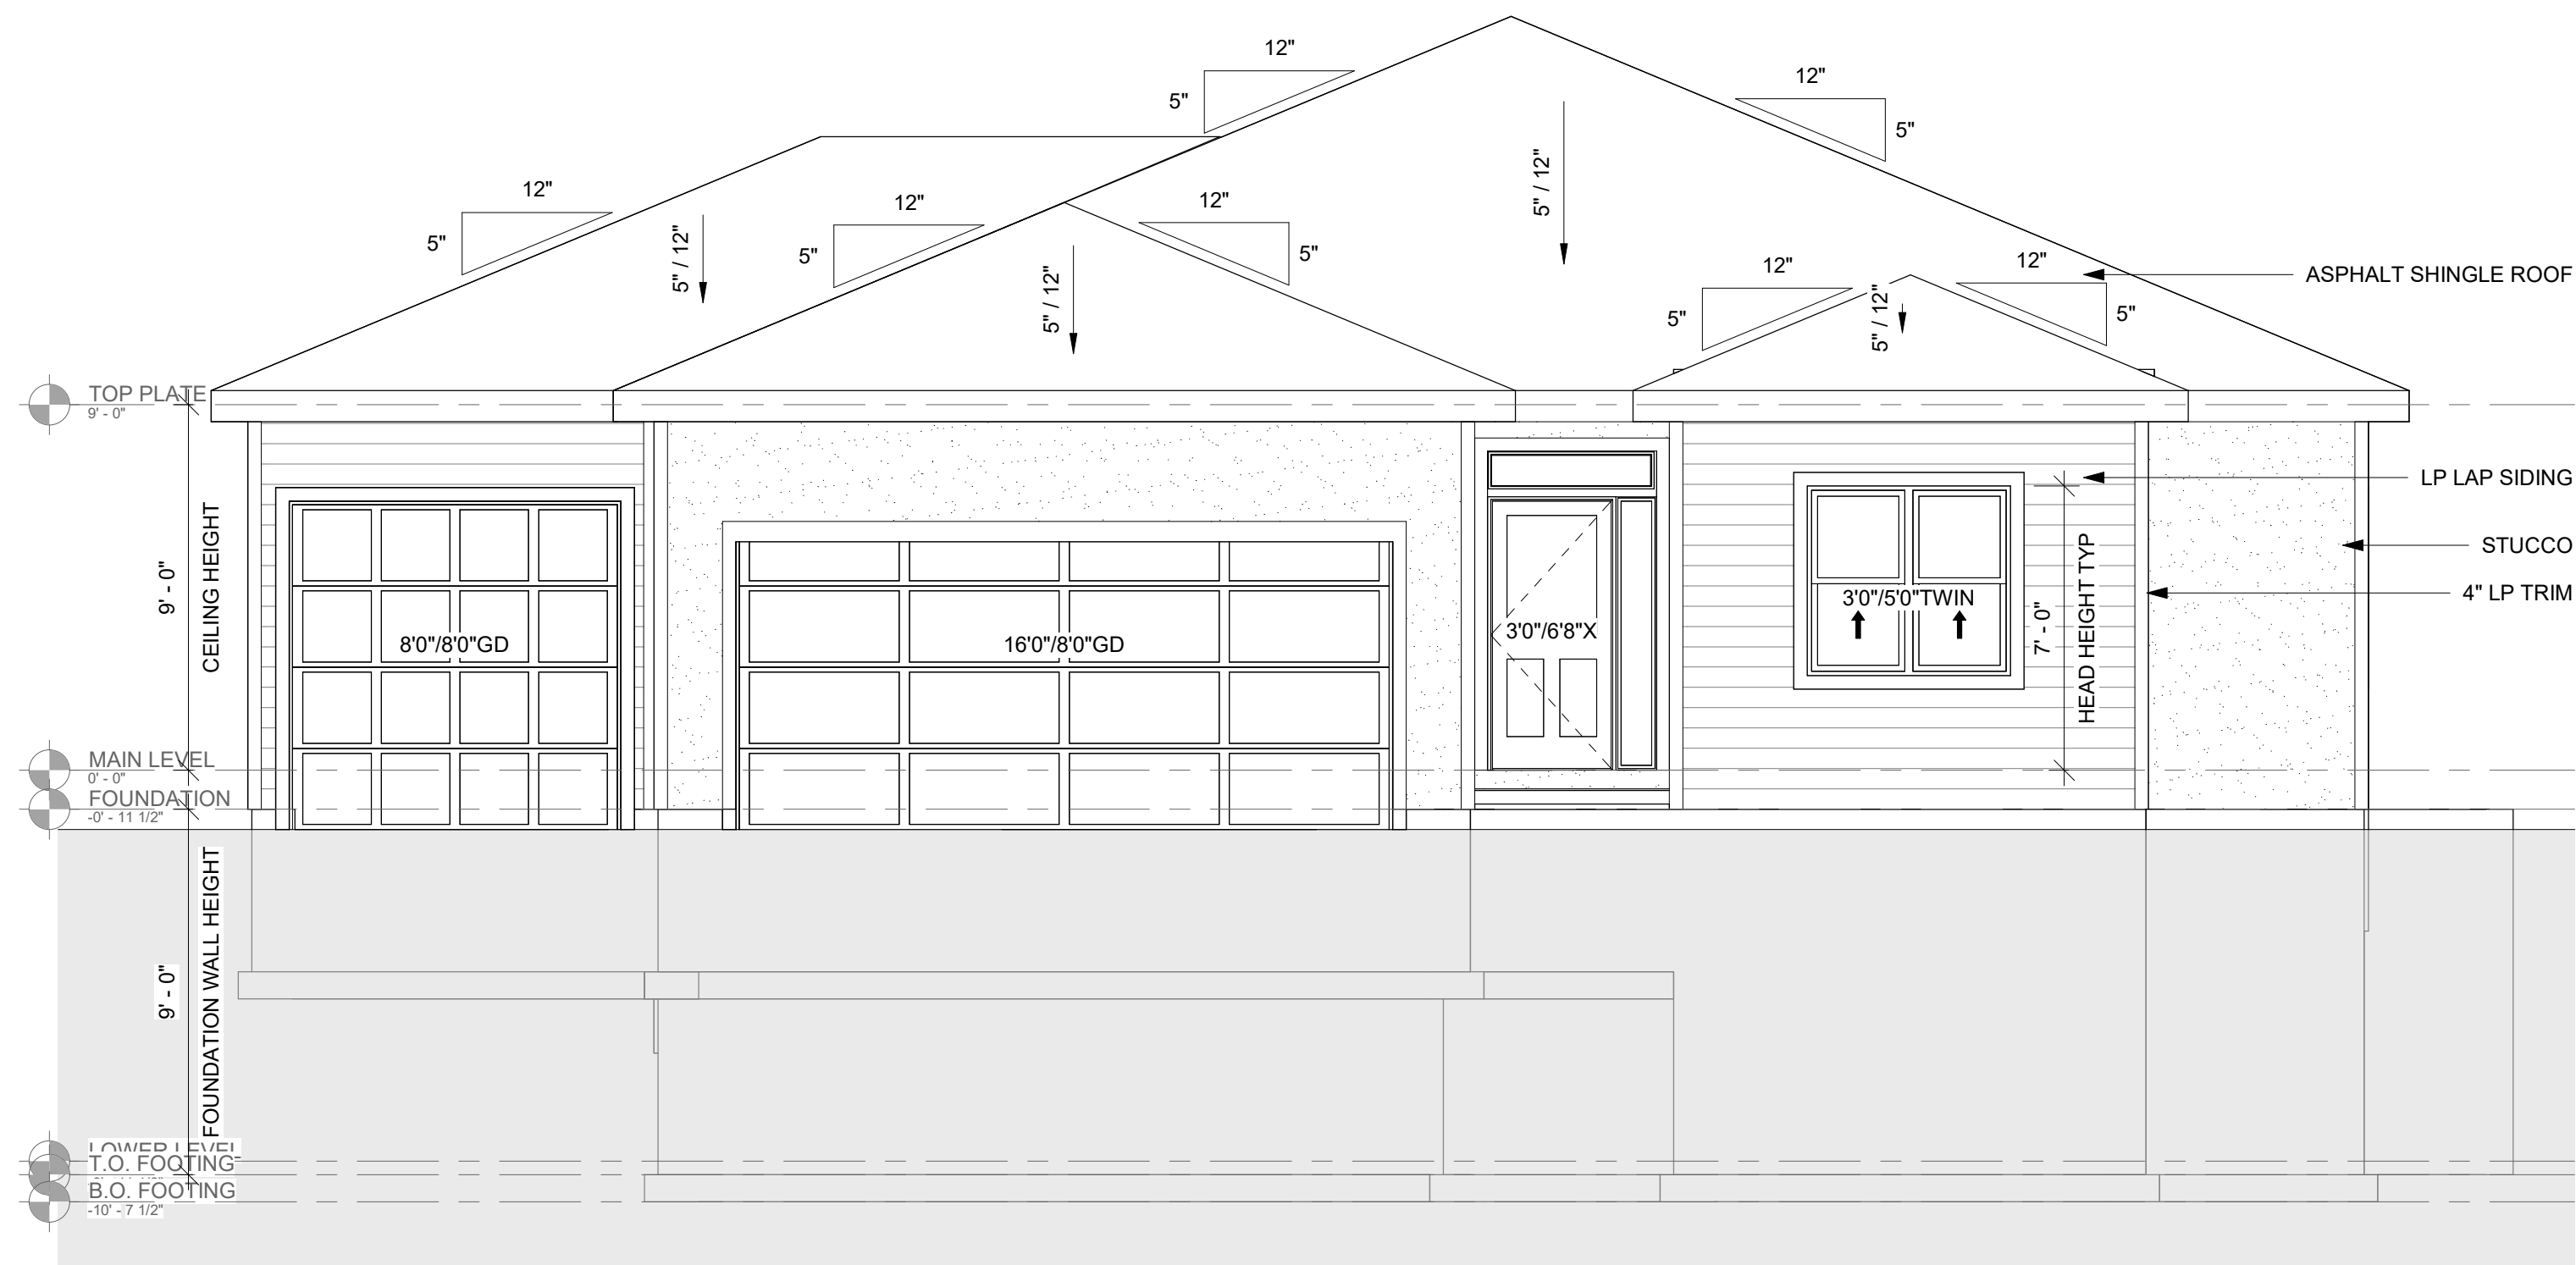 12"
5"
12"
5"
12"
5"
12"
5"
12"
5"
5" / 12"
5" / 12"
5" / 12"
12"
5"
12"
5"
5" / 12"
ASPHALT SHINGLE ROOF
TOP PLATE
9' - 0"
LP LAP SIDING
STUCCO
4" LP TRIM
9' - 0"
CEILING HEIGHT
8'0"/8'0"GD
16'0"/8'0"GD
3'0"/6'8"X
3'0"/5'0"TWIN
7' - 0"
HEAD HEIGHT TYP
MAIN LEVEL
0' - 0"
FOUNDATION
-0' - 11 1/2"
9' - 0"
FOUNDATION WALL HEIGHT
LOWER LEVEL
T.O. FOOTING
B.O. FOOTING
-10' - 7 1/2"